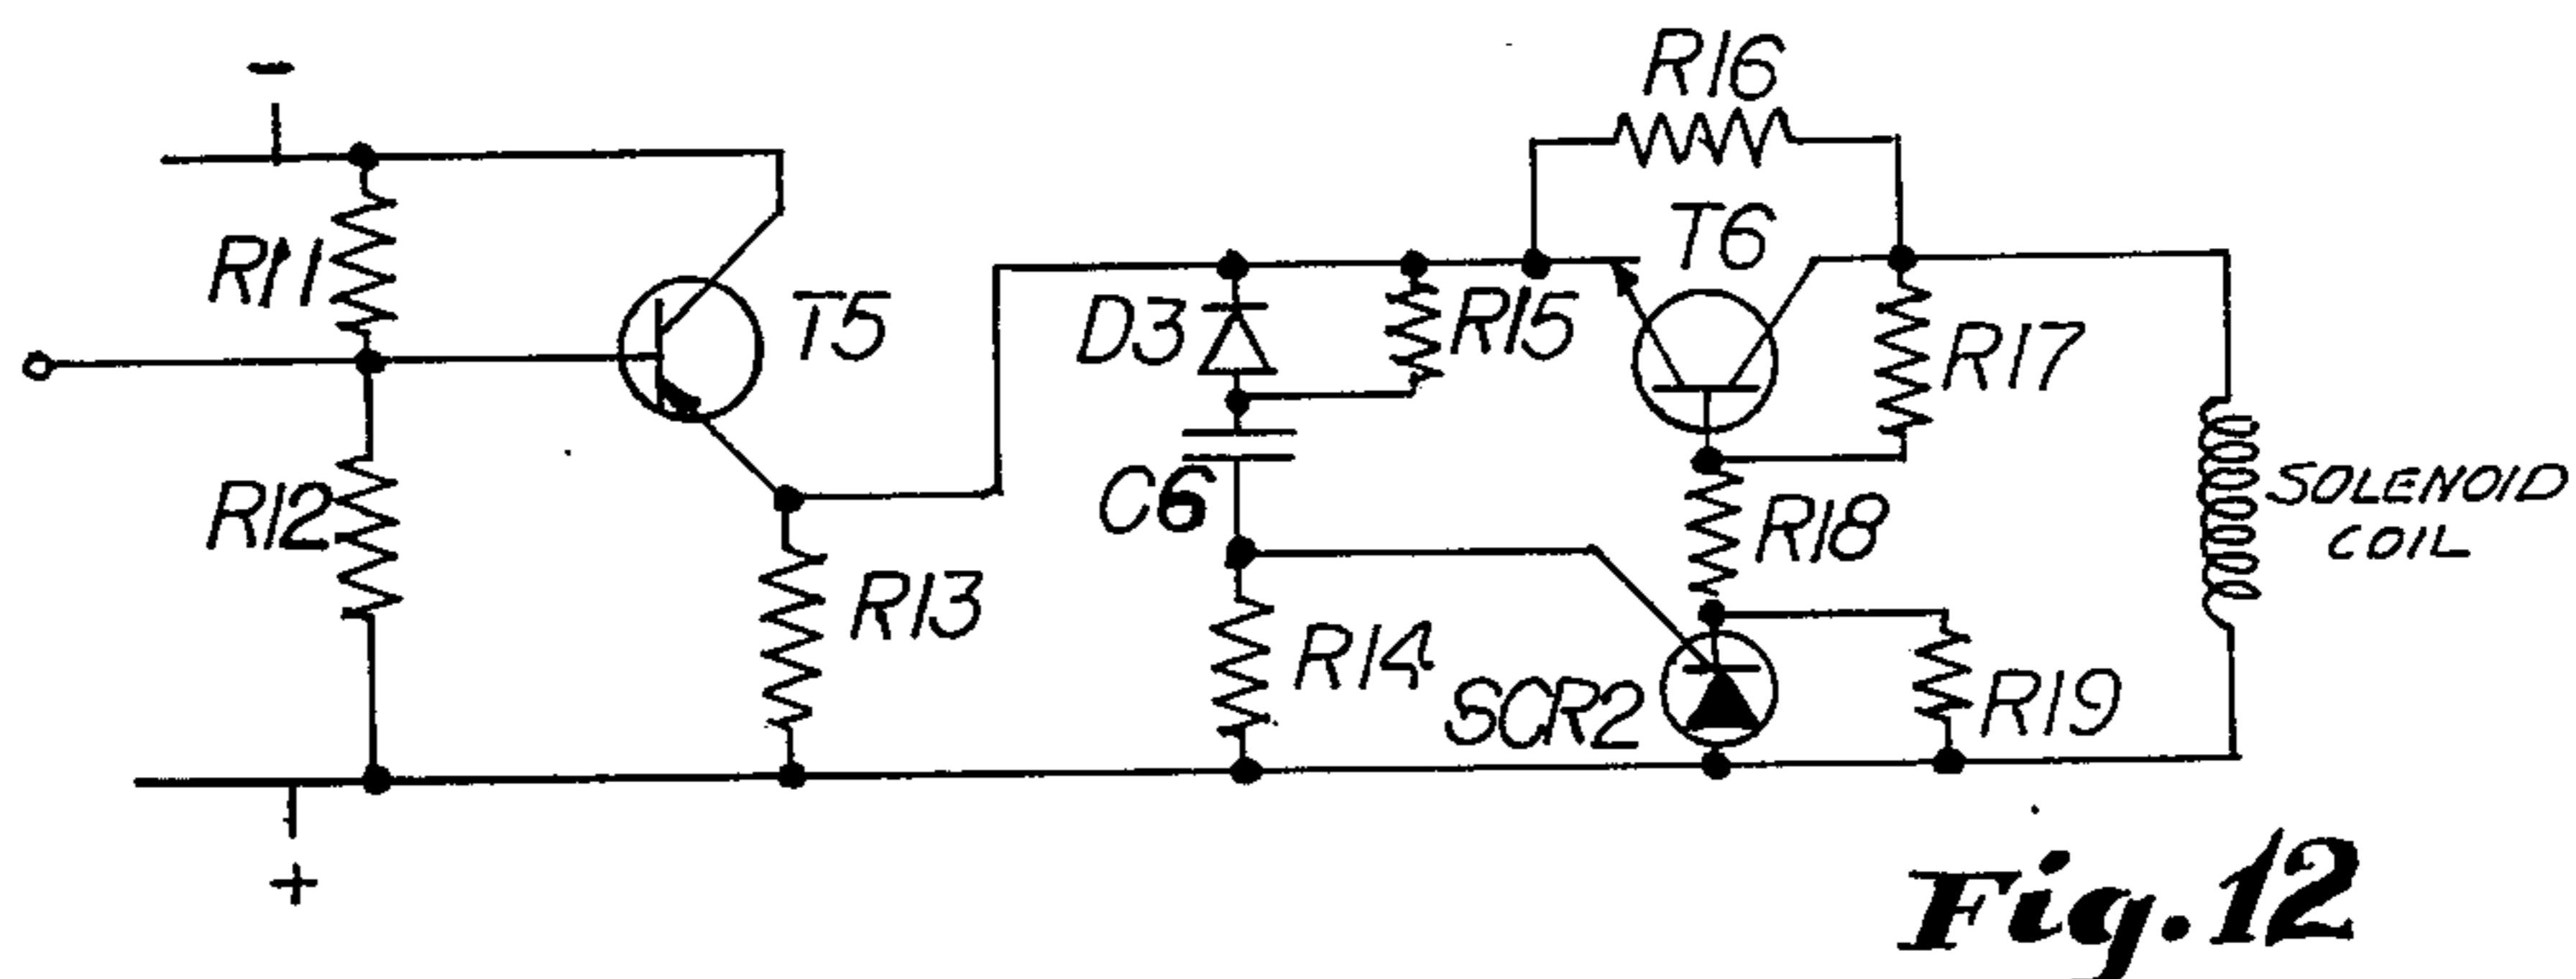 −
R16
T6
R11
T5
D3
R15
R17
R12
C6
R18
SOLENOID
COIL
R13
R14
SCR2
R19
+
Fig. 12